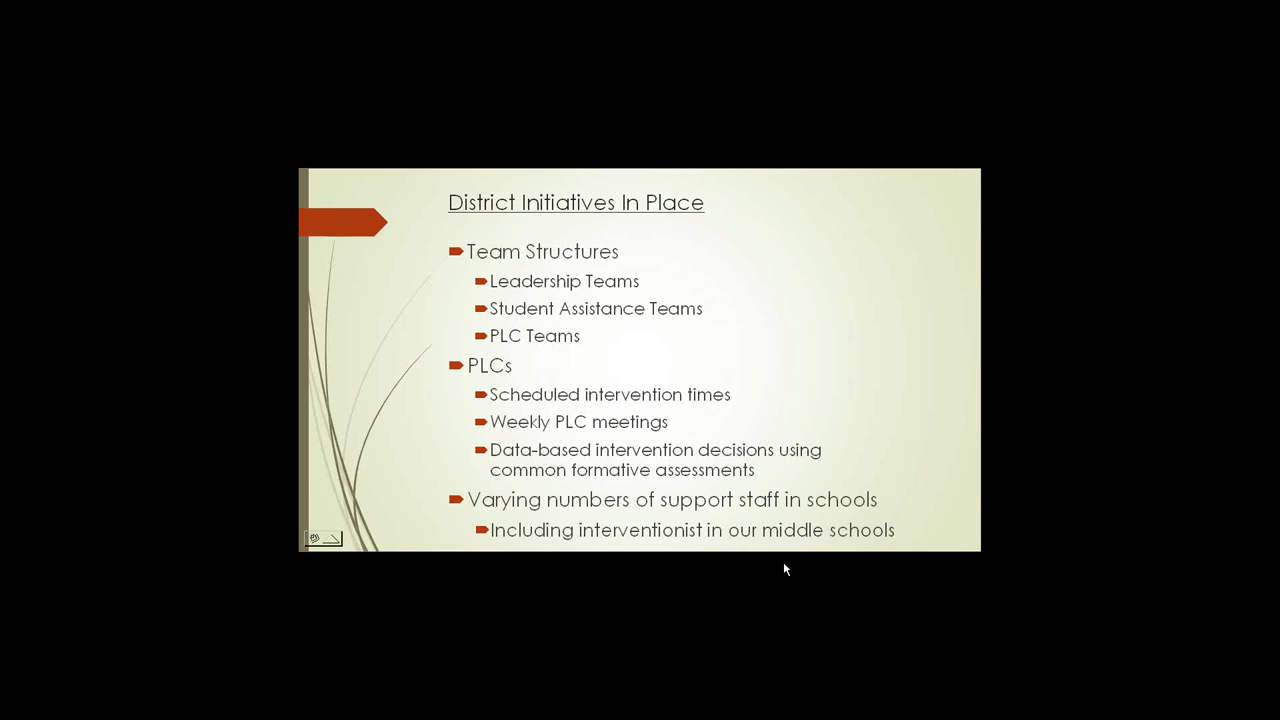 District Initiatives In Place
Team Structures
Leadership Teams
Student Assistance Teams
PLC Teams
PLCs
Scheduled intervention times
Weekly PLC meetings
Data-based intervention decisions using
common formative assessments
Varying numbers of support staff in schools
Including interventionist in our middle schools